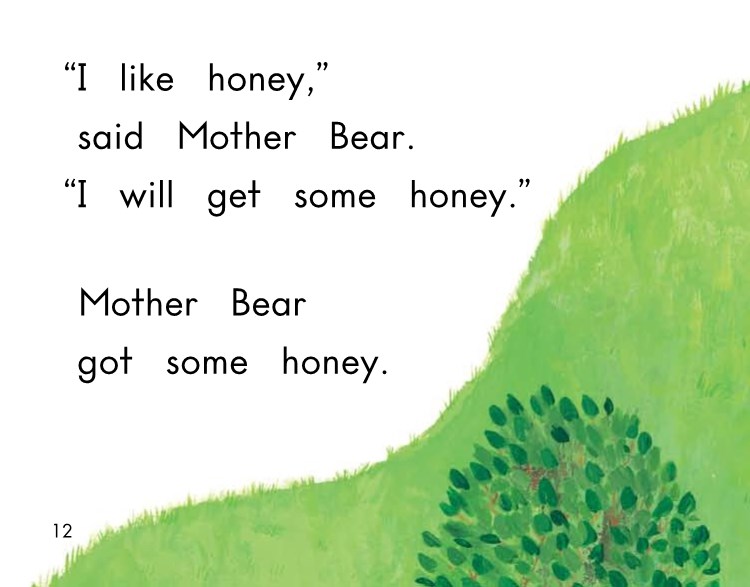 “I like honey,”
said Mother Bear.
“I will get some honey.”
Mother Bear
got some honey.
12